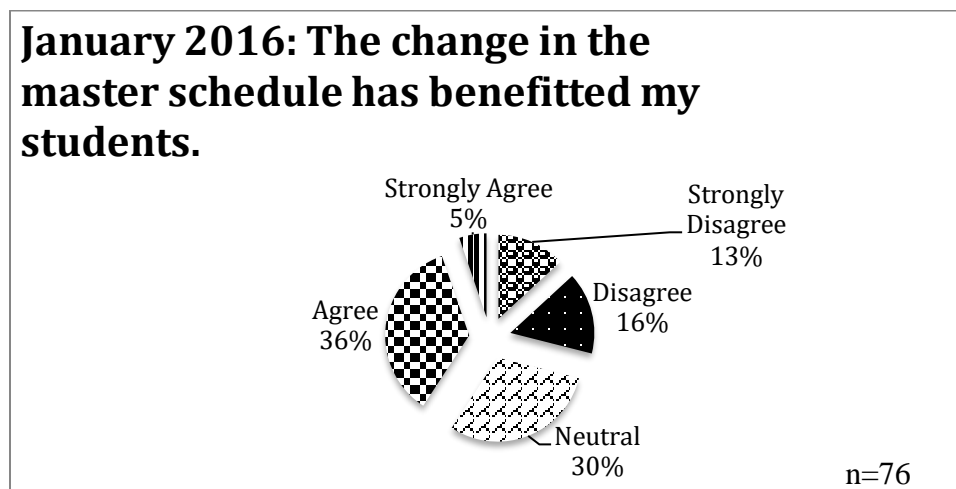 January 2016: The change in the
master schedule has benefitted my
students.
Strongly Agree
5%
Strongly
Disagree
13%
Disagree
16%
Agree
36%
Neutral
30%
n=76